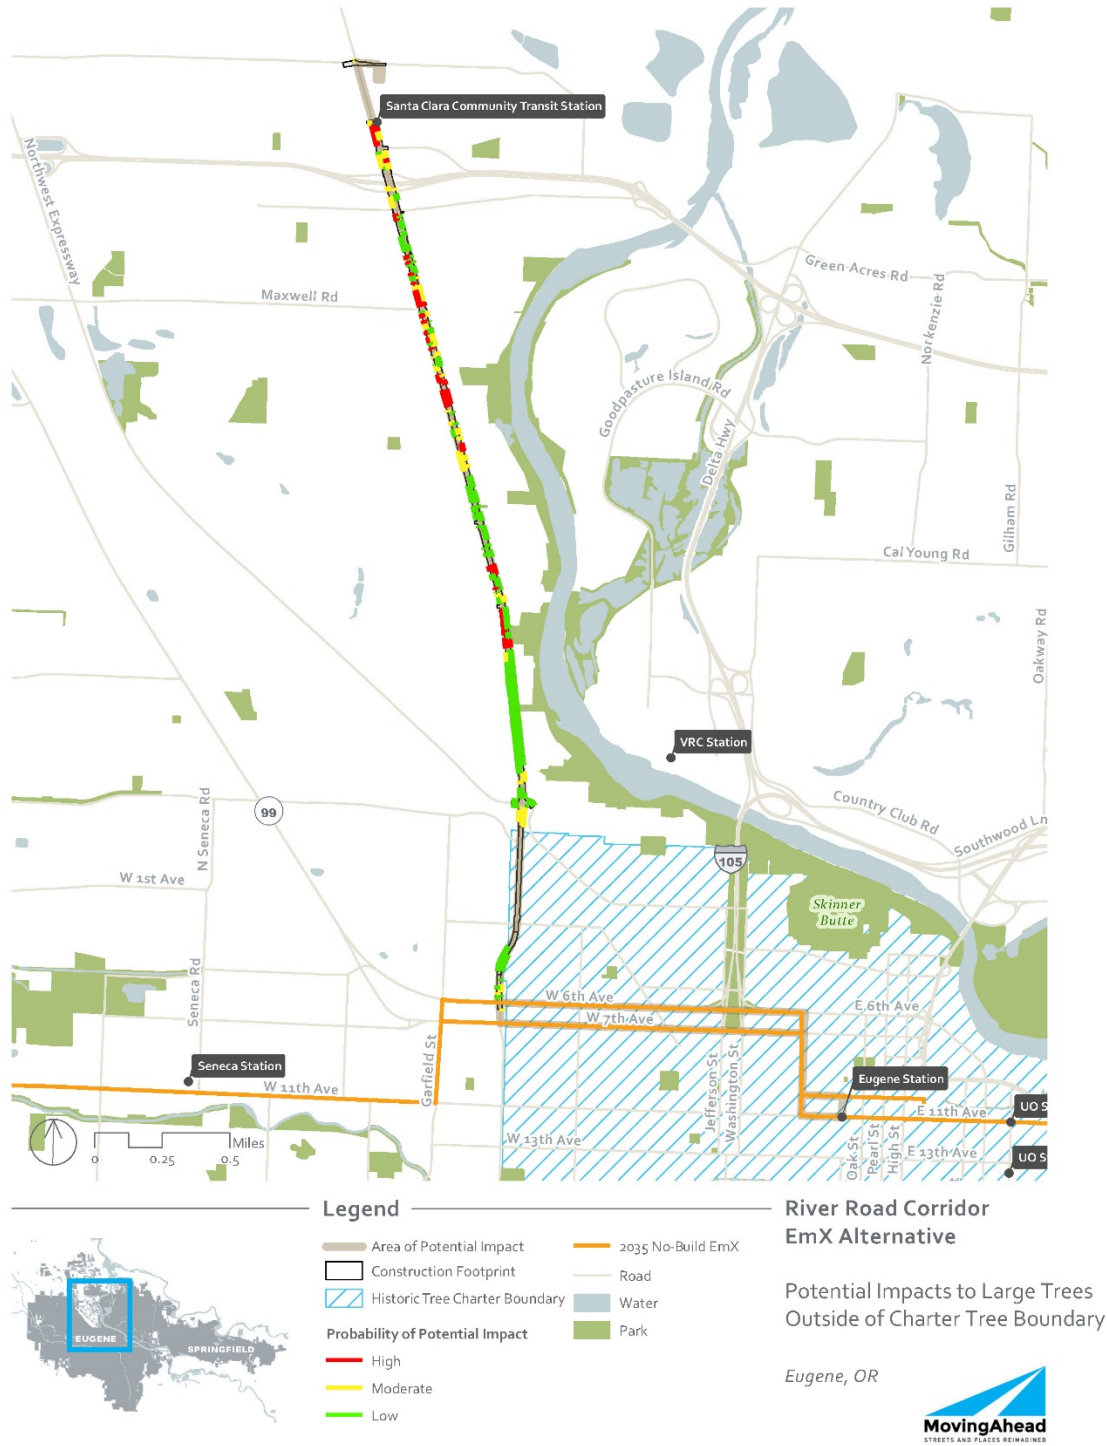 Santa Clara Community Transit Station
Northwest Expressway
Green Acres Rd
Maxwell Rd
Norkenzie Rd
Goodpasture Island Rd
Delta Hwy
Gilham Rd
Cal Young Rd
Oakway Rd
VRC Station
N Seneca Rd
99
Country Club Rd
Southwood Ln
105
W 1st Ave
Skinner
Butte
Seneca Rd
W 6th Ave
E 6th Ave
W 7th Ave
Garfield St
Jefferson St
Washington St
Seneca Station
W 11th Ave
Eugene Station
E 11th Ave
UO S
W 13th Ave
Oak St
Pearl St
High St
E 13th Ave
UO S
Miles
0
0.25
0.5
Legend
Area of Potential Impact
Construction Footprint
Historic Tree Charter Boundary
Probability of Potential Impact
High
Moderate
Low
2035 No-Build EmX
Road
Water
Park
River Road Corridor
EmX Alternative
Potential Impacts to Large Trees
Outside of Charter Tree Boundary
Eugene, OR
EUGENE
SPRINGFIELD
MovingAhead
STREETS AND PLACES REIMAGINED